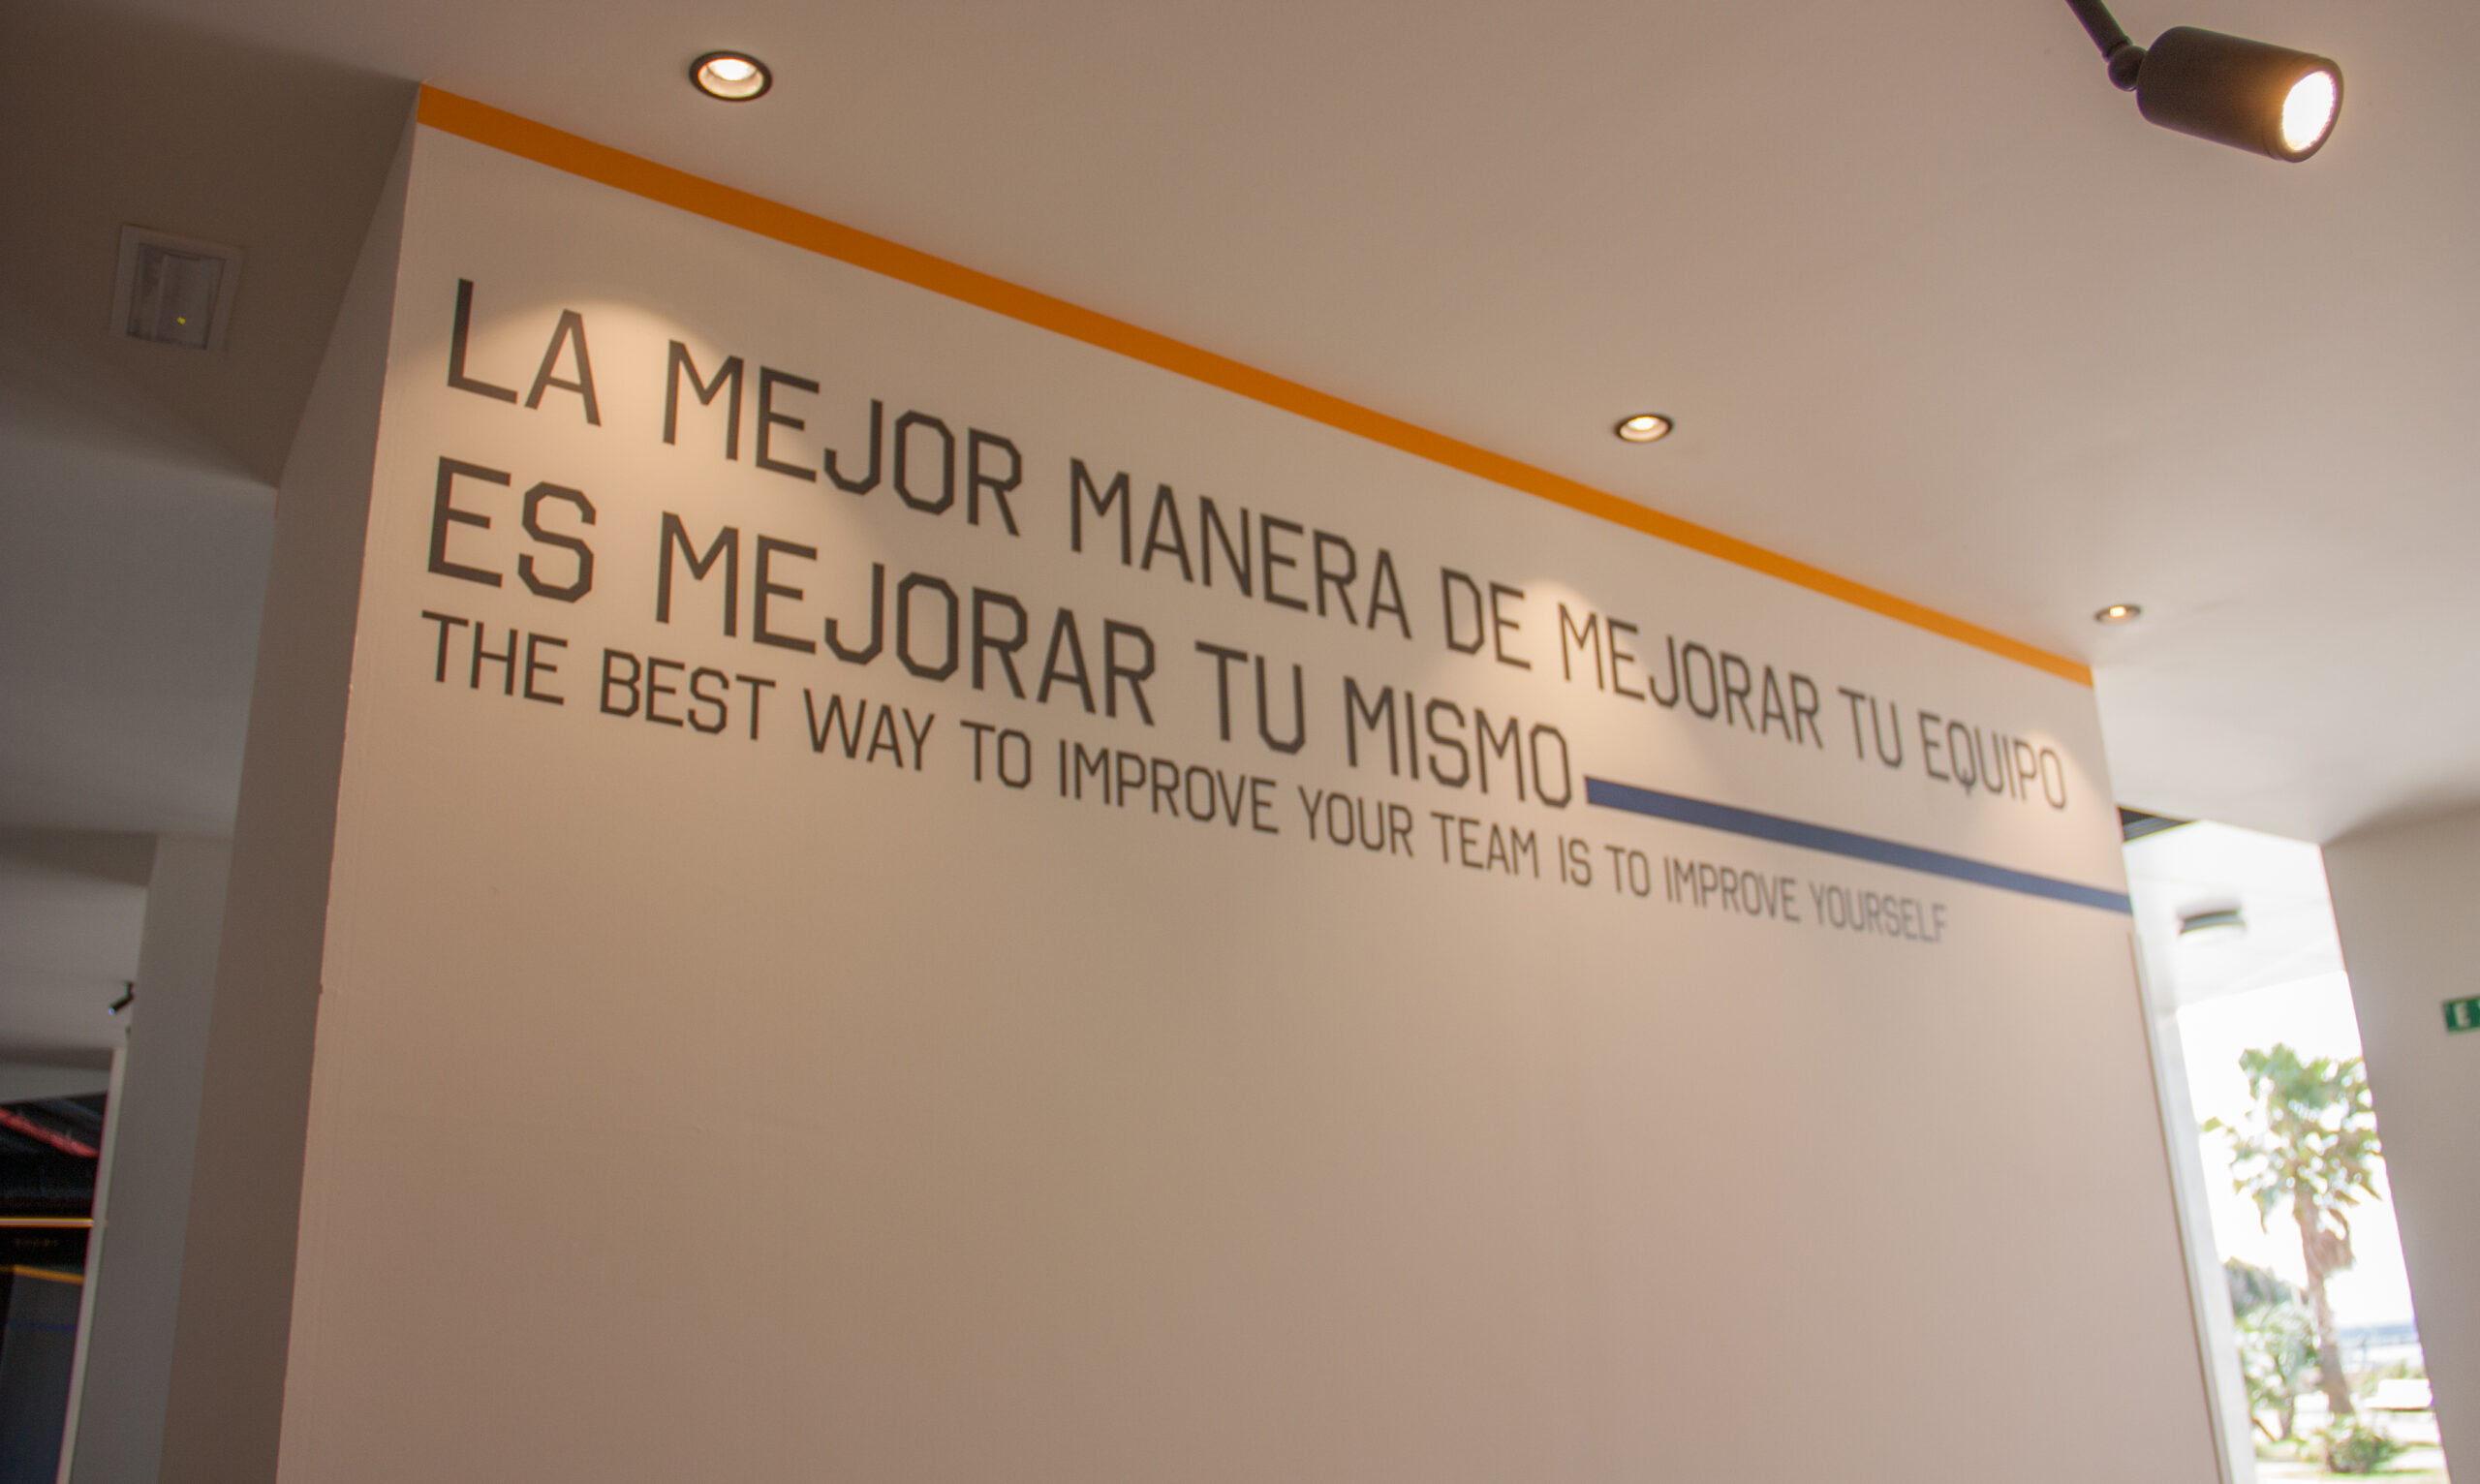 LA MEJOR MANERA DE MEJORAR TU EQUIPO
ES MEJORAR TU MISMO
THE BEST WAY TO IMPROVE YOUR TEAM IS TO IMPROVE YOURSELF